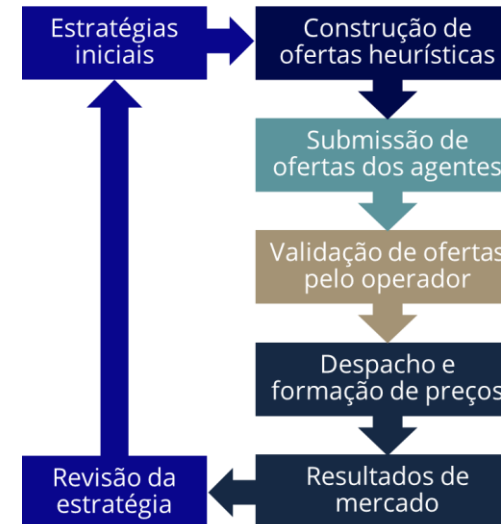 Estratégias
iniciais
Construção de
ofertas heurísticas
Submissão de
ofertas dos agentes
Validação de ofertas
pelo operador
Despacho e
formação de preços
Resultados de
mercado
Revisão da
estratégia